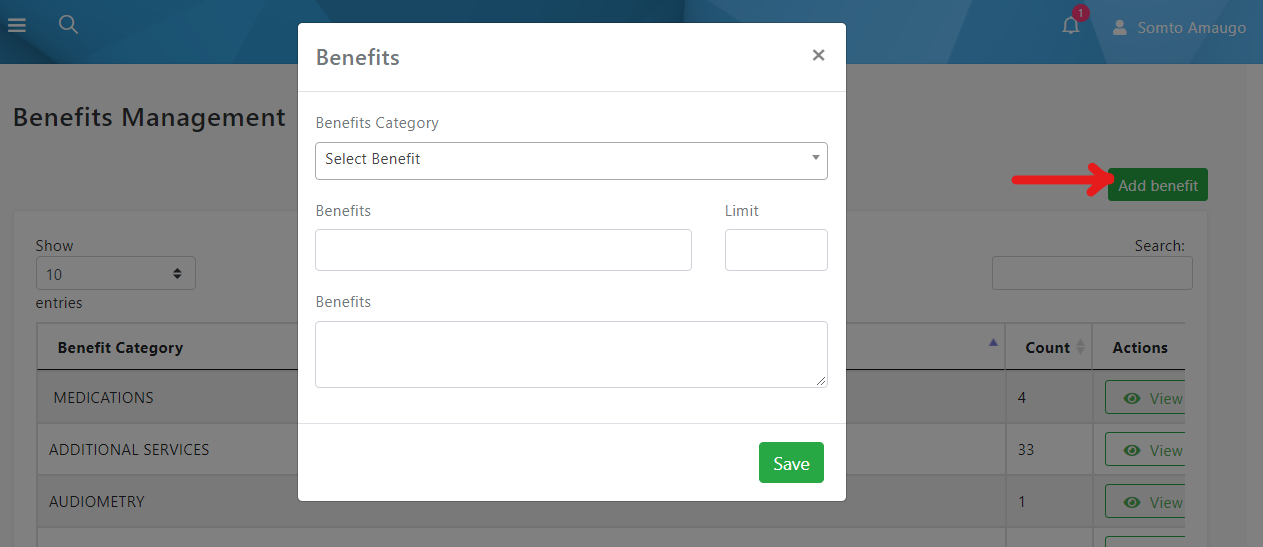 1
Somto Amaugo
Benefits
×
Benefits Management
Benefits Category
Select Benefit
Add benefit
Benefits
Limit
Show
Search:
10
entries
Benefits
Benefit Category
Count
Actions
MEDICATIONS
4
View
ADDITIONAL SERVICES
33
View
Save
AUDIOMETRY
1
View